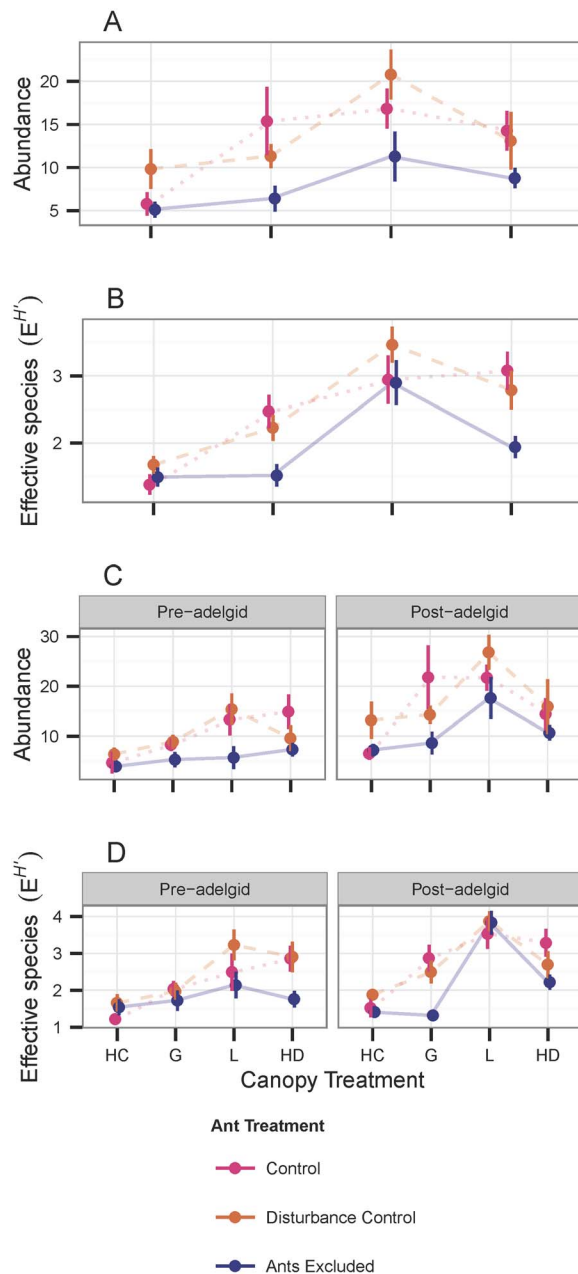 A
Abundance
20
15
10
5
B
Effective species (E^H')
3
2
C
Pre−adelgid Post−adelgid
Abundance
30
20
10
D
Pre−adelgid Post−adelgid
Effective species (E^H')
4
3
2
1
HC G L HD HC G L HD
Canopy Treatment
Ant Treatment
Control
Disturbance Control
Ants Excluded